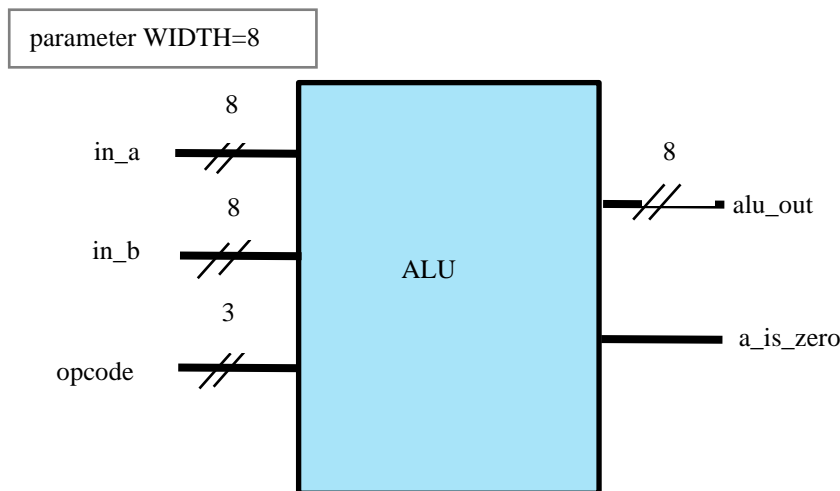 parameter WIDTH=8
8
in_a
8
alu_out
8
in_b
ALU
3
a_is_zero
opcode